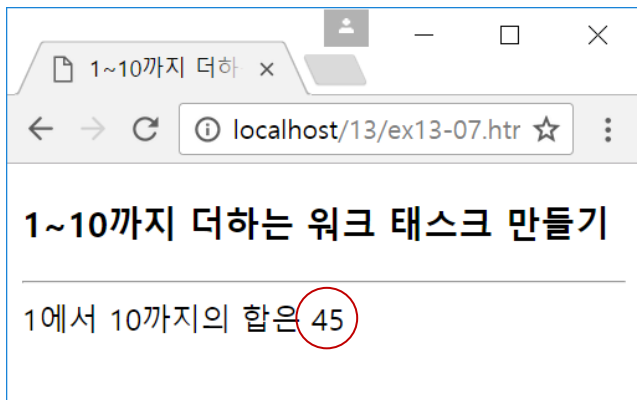 1~10까지 더하
localhost/13/ex13-07.htr
1~10까지 더하는 워크 태스크 만들기
1에서 10까지의 합은 45